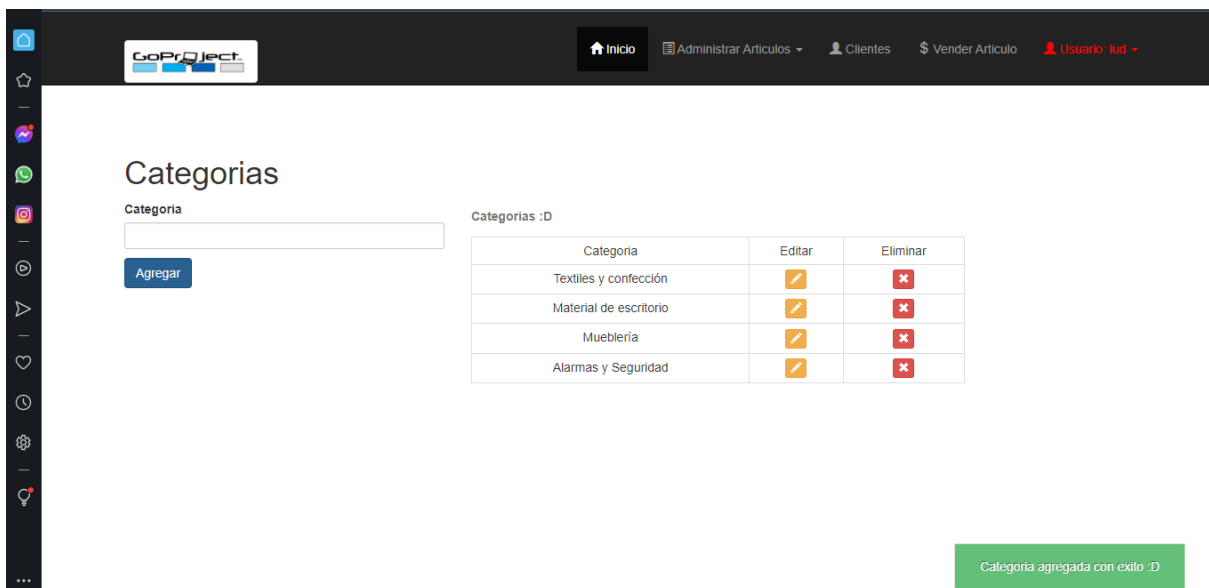 GoProject.
Inicio
Administrar Articulos
Clientes
$ Vender Articulo
Usuario: lud
Categorias
Categoria
Agregar
Categorias :D
Categoria Editar Eliminar
Textiles y confección
Material de escritorio
Mueblería
Alarmas y Seguridad
Categoria agregada con exito :D